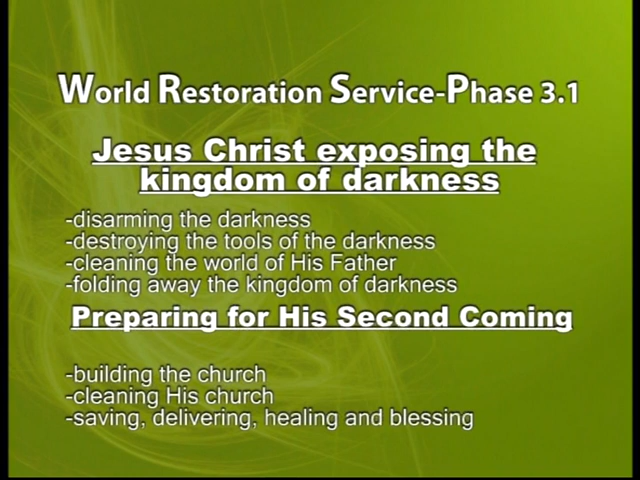 World Restoration Service-Phase 3.1
Jesus Christ exposing the
kingdom of darkness
-disarming the darkness
-destroying the tools of the darkness
-cleaning the world of His Father
-folding away the kingdom of darkness
Preparing for His Second Coming
-building the church
-cleaning His church
-saving, delivering, healing and blessing